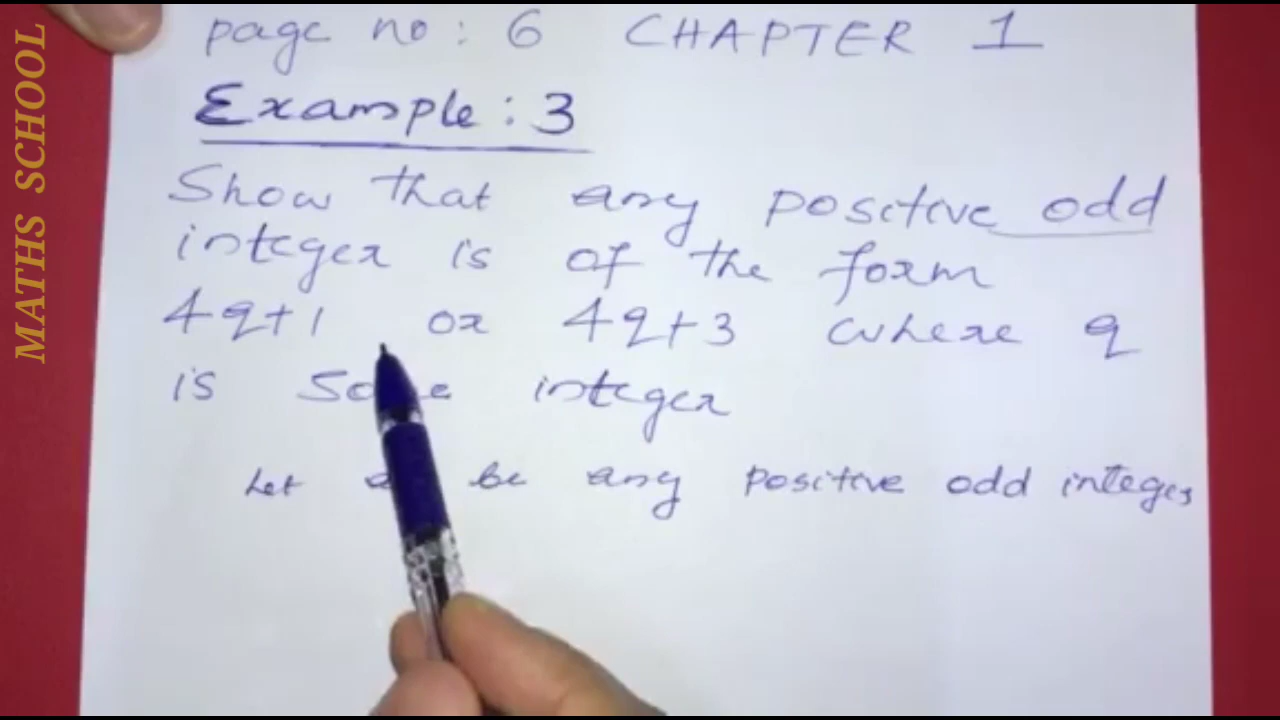 MATHS SCHOOL
page no: 6 CHAPTER 1
Example: 3
Show that any positive odd
integer is of the form
4q+1 or 4q+3 where q
is some integer
Let a be any positive odd integer